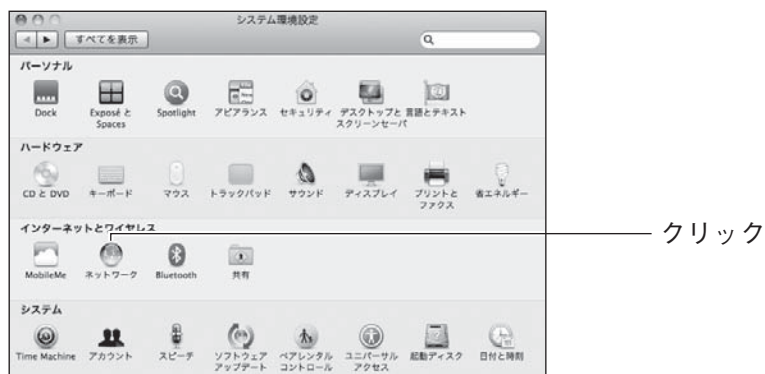 システム環境設定
すべてを表示
パーソナル
Dock
Exposé と
Spaces
Spotlight
アピアランス
セキュリティ
デスクトップと
スクリーンセーバ
言語とテキスト
ハードウェア
CD と DVD
キーボード
マウス
トラックパッド
サウンド
ディスプレイ
プリントと
ファクス
省エネルギー
インターネットとワイヤレス
クリック
MobileMe
ネットワーク
Bluetooth
共有
システム
Time Machine
アカウント
スピーチ
ソフトウェア
アップデート
ペアレンタル
コントロール
ユニバーサル
アクセス
起動ディスク
日付と時刻